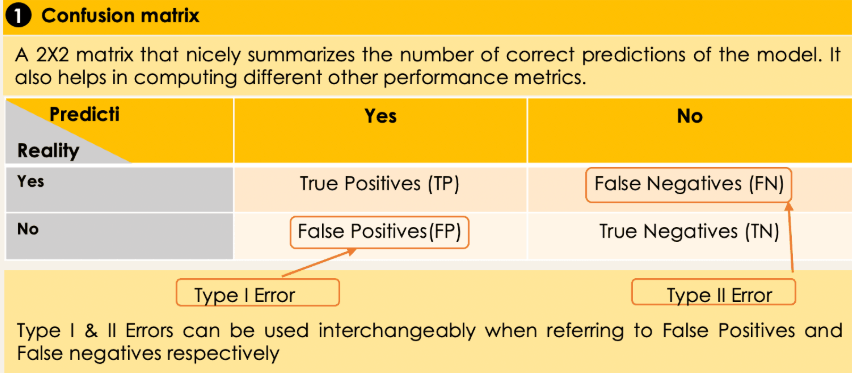 1 Confusion matrix
A 2X2 matrix that nicely summarizes the number of correct predictions of the model. It
also helps in computing different other performance metrics.
Predicti
Yes
No
Reality
Yes
True Positives (TP)
False Negatives (FN)
No
False Positives(FP)
True Negatives (TN)
Type I Error
Type II Error
Type I & II Errors can be used interchangeably when referring to False Positives and
False negatives respectively